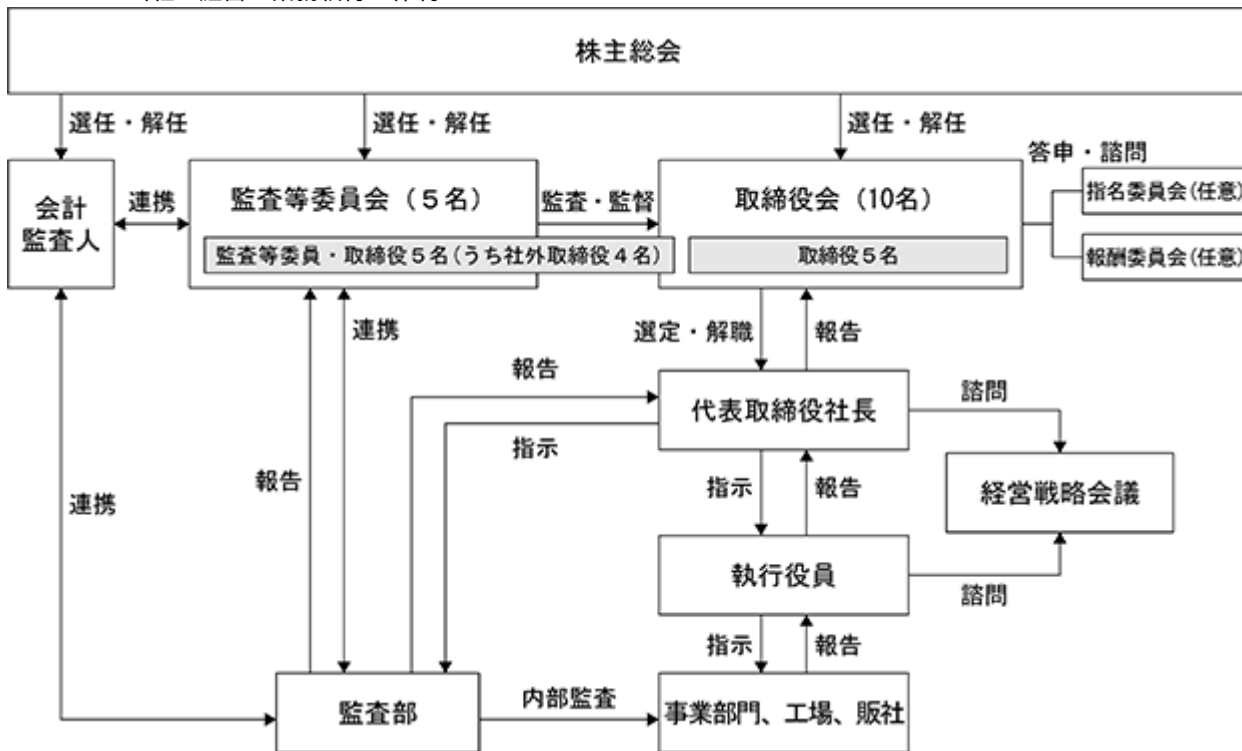 株主総会
選任・解任
選任・解任
選任・解任
答申・諮問
会計
監査人
連携
監査等委員会（５名）
監査・監督
取締役会（10名）
指名委員会(任意)
監査等委員・取締役５名(うち社外取締役４名)
取締役５名
報酬委員会(任意)
連携
選定・解職
報告
報告
代表取締役社長
諮問
指示
報告
連携
指示
報告
経営戦略会議
執行役員
諮問
指示
報告
監査部
内部監査
事業部門、工場、販社